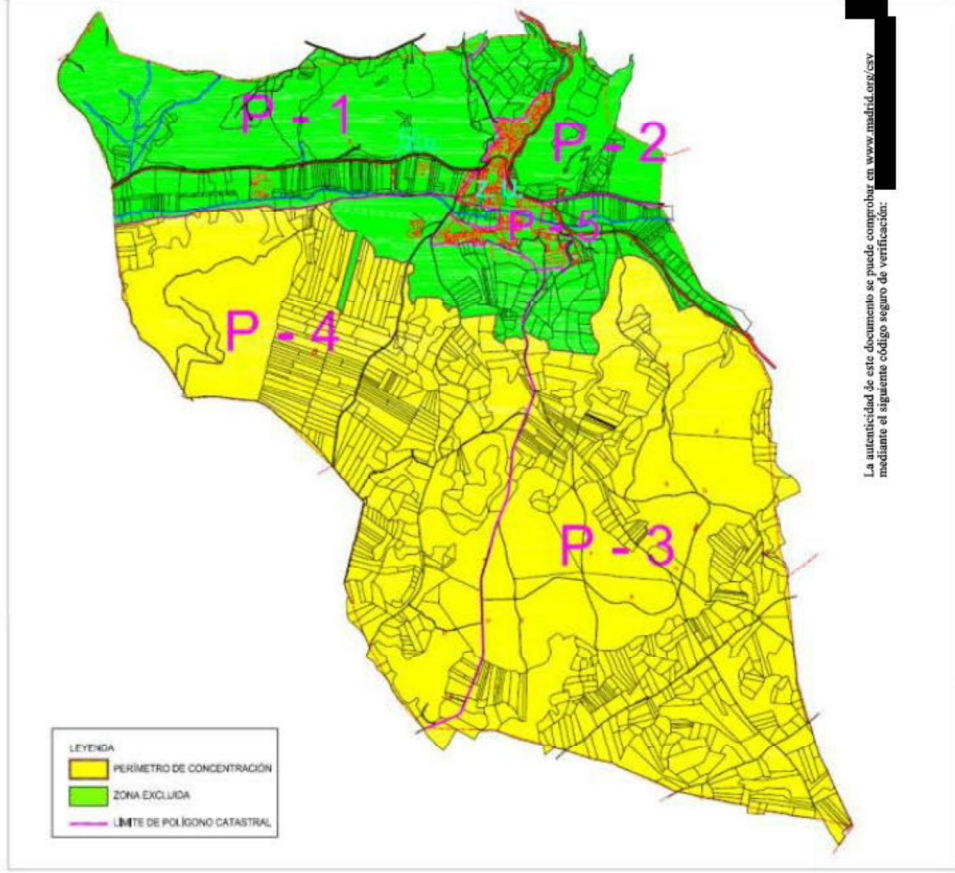 P - 1
P - 2
P - 5
P - 4
P - 3
LEYENDA
PERÍMETRO DE CONCENTRACIÓN
ZONA EXCLUIDA
LÍMITE DE POLÍGONO CATASTRAL
La autenticidad de este documento se puede comprobar en www.madrid.org/csv
mediante el siguiente código seguro de verificación: